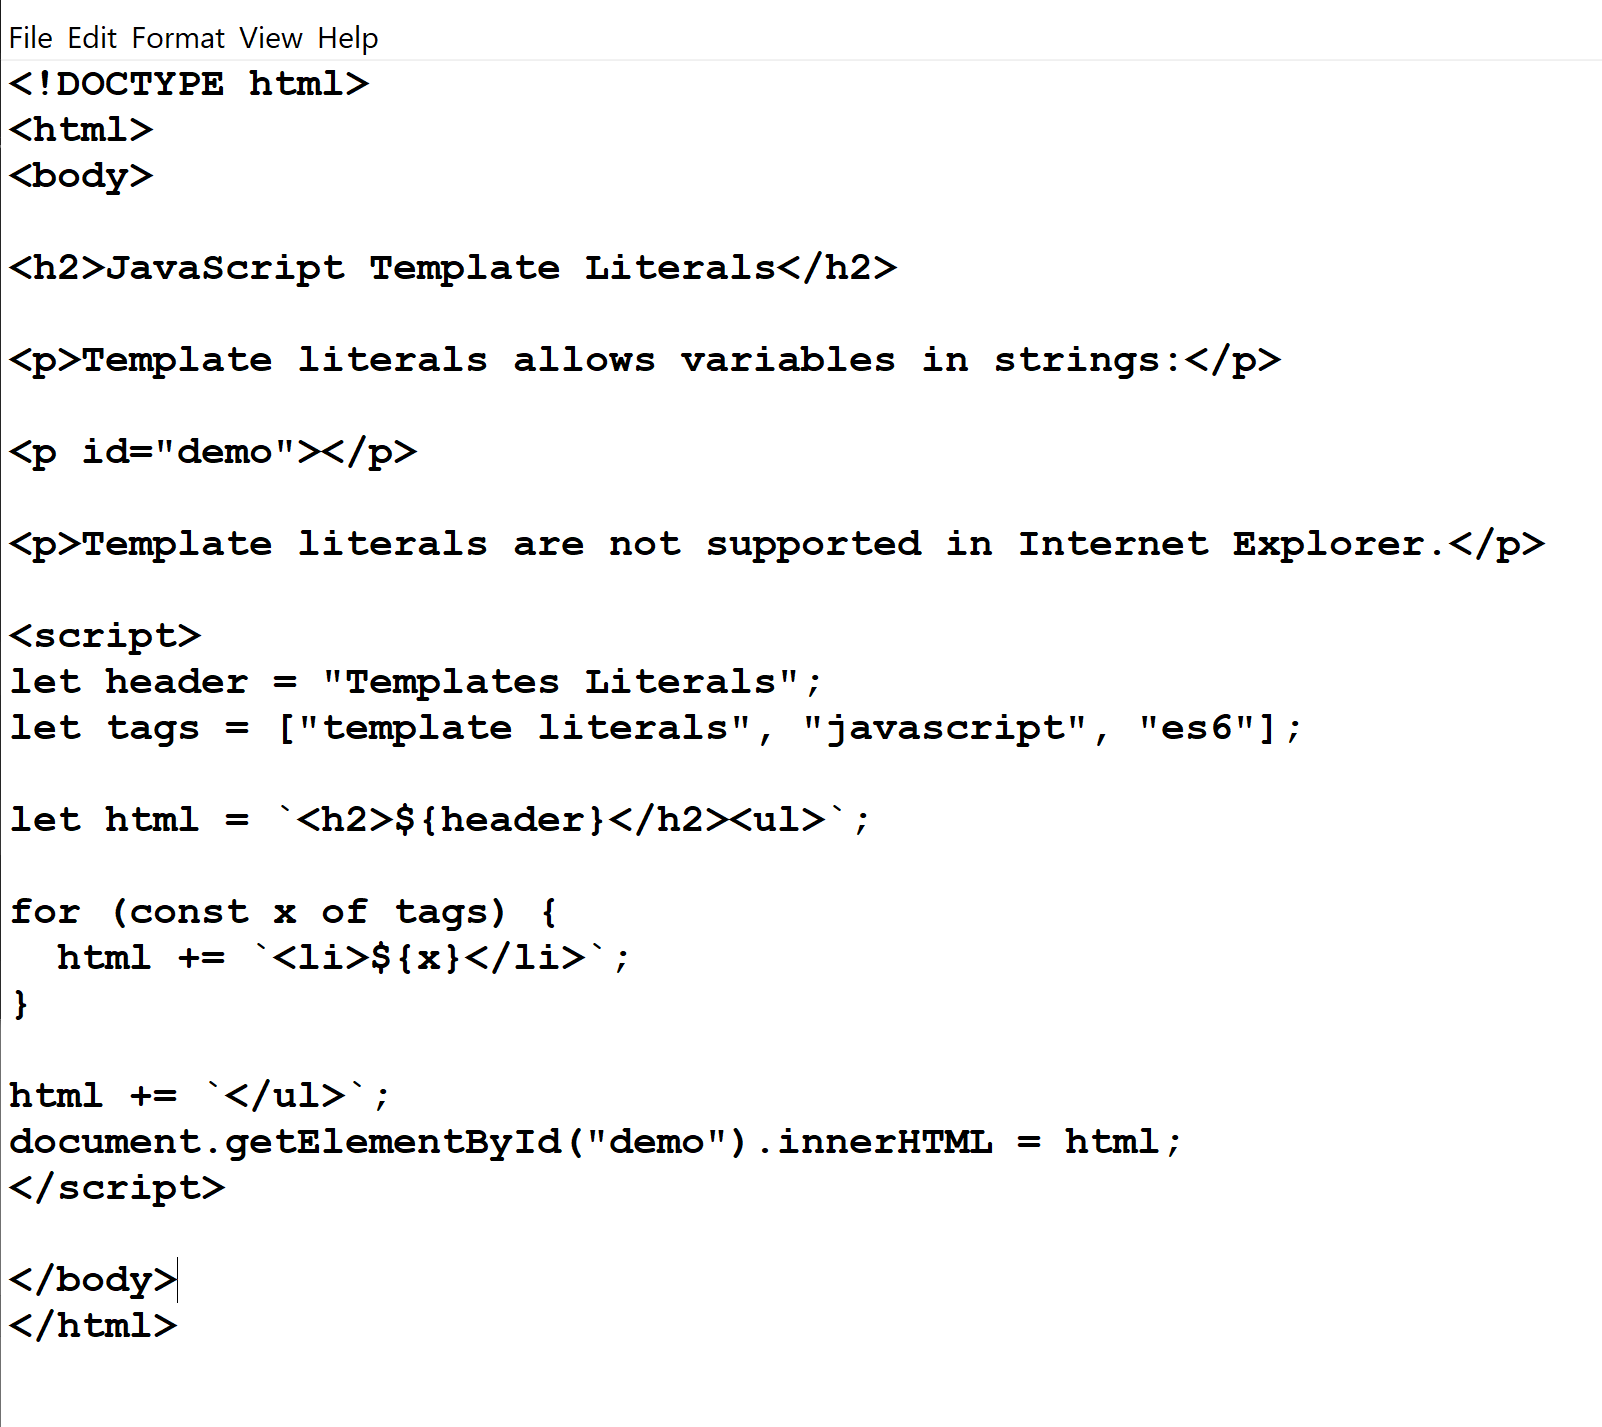 File Edit Format View Help
<!DOCTYPE html>
<html>
<body>

<h2>JavaScript Template Literals</h2>

<p>Template literals allows variables in strings:</p>

<p id="demo"></p>

<p>Template literals are not supported in Internet Explorer.</p>

<script>
let header = "Templates Literals";
let tags = ["template literals", "javascript", "es6"];

let html = `<h2>${header}</h2><ul>`;

for (const x of tags) {
  html += `<li>${x}</li>`;
}

html += `</ul>`;
document.getElementById("demo").innerHTML = html;
</script>

</body>
</html>